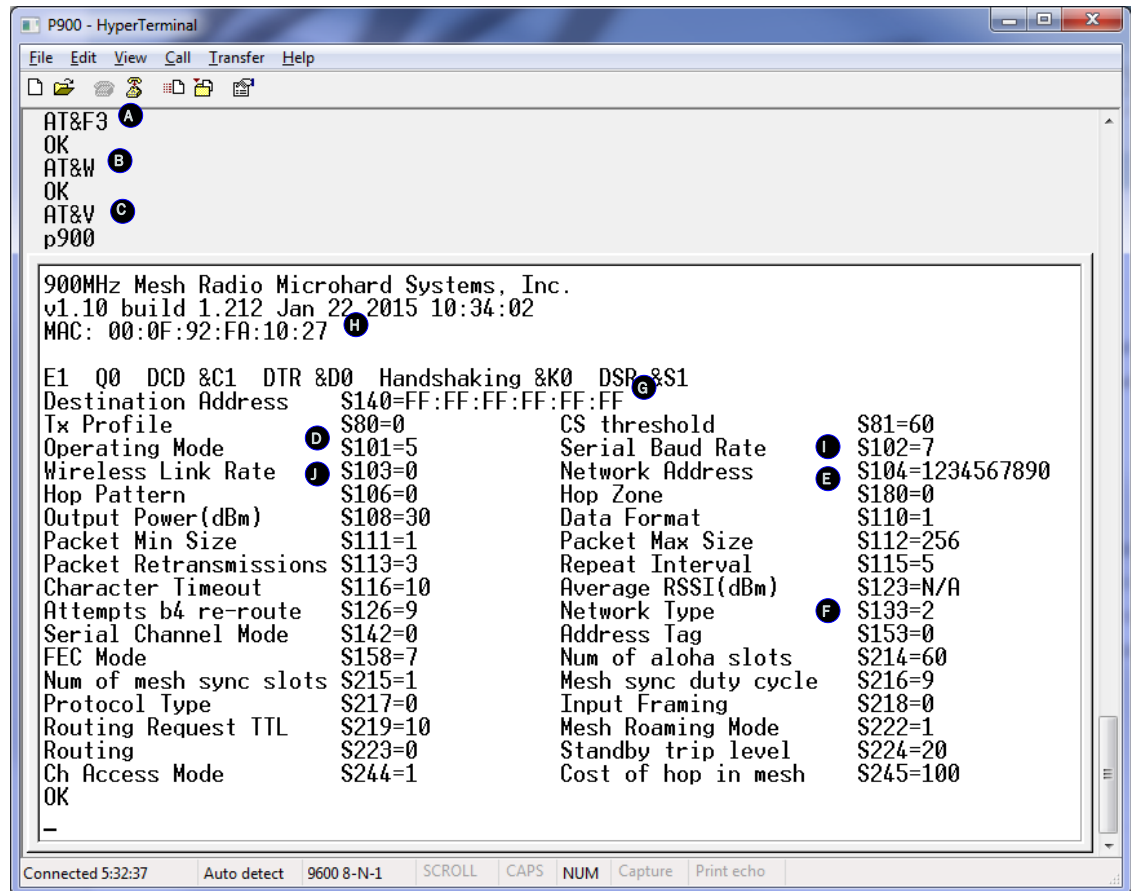 P900 - HyperTerminal
File Edit View Call Transfer Help
AT&F3 A
OK
AT&W B
OK
AT&V C
p900
900MHz Mesh Radio Microhard Systems, Inc.
v1.10 build 1.212 Jan 22 2015 10:34:02
MAC: 00:0F:92:FA:10:27 H
E1 Q0 DCD &C1 DTR &D0 Handshaking &K0 DSR &S1
Destination Address S140=FF:FF:FF:FF:FF:FF G
Tx Profile S80=0 CS threshold S81=60
Operating Mode D S101=5 Serial Baud Rate I S102=7
Wireless Link Rate J S103=0 Network Address E S104=1234567890
Hop Pattern S106=0 Hop Zone S180=0
Output Power(dBm) S108=30 Data Format S110=1
Packet Min Size S111=1 Packet Max Size S112=256
Packet Retransmissions S113=3 Repeat Interval S115=5
Character Timeout S116=10 Average RSSI(dBm) S123=N/A
Attempts b4 re-route S126=9 Network Type F S133=2
Serial Channel Mode S142=0 Address Tag S153=0
FEC Mode S158=7 Num of aloha slots S214=60
Num of mesh sync slots S215=1 Mesh sync duty cycle S216=9
Protocol Type S217=0 Input Framing S218=0
Routing Request TTL S219=10 Mesh Roaming Mode S222=1
Routing S223=0 Standby trip level S224=20
Ch Access Mode S244=1 Cost of hop in mesh S245=100
OK
_
Connected 5:32:37 Auto detect 9600 8-N-1 SCROLL CAPS NUM Capture Print echo